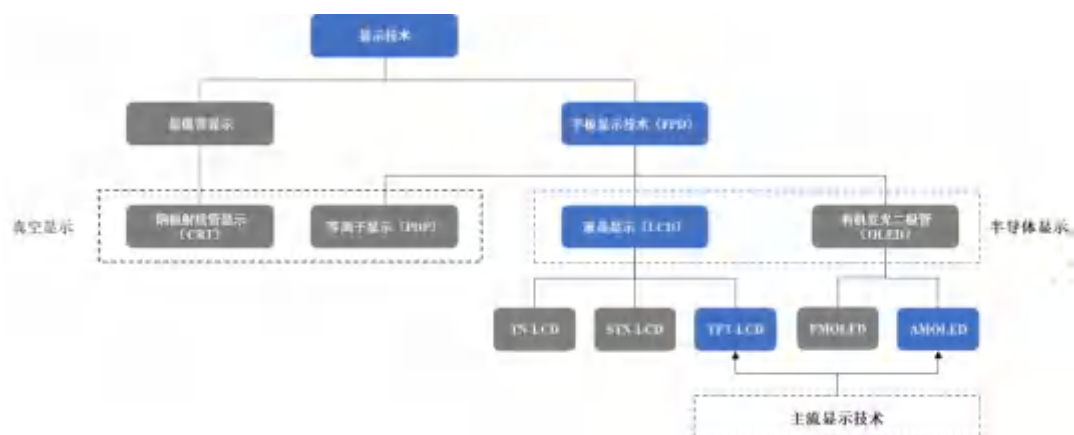 显示技术
显像管显示
平板显示技术（FPD）
真空显示
阴极射线管显示
（CRT）
等离子显示（PDP）
液晶显示（LCD）
有机发光二极管
（OLED）
半导体显示
TN-LCD
STN-LCD
TFT-LCD
PMOLED
AMOLED
主流显示技术